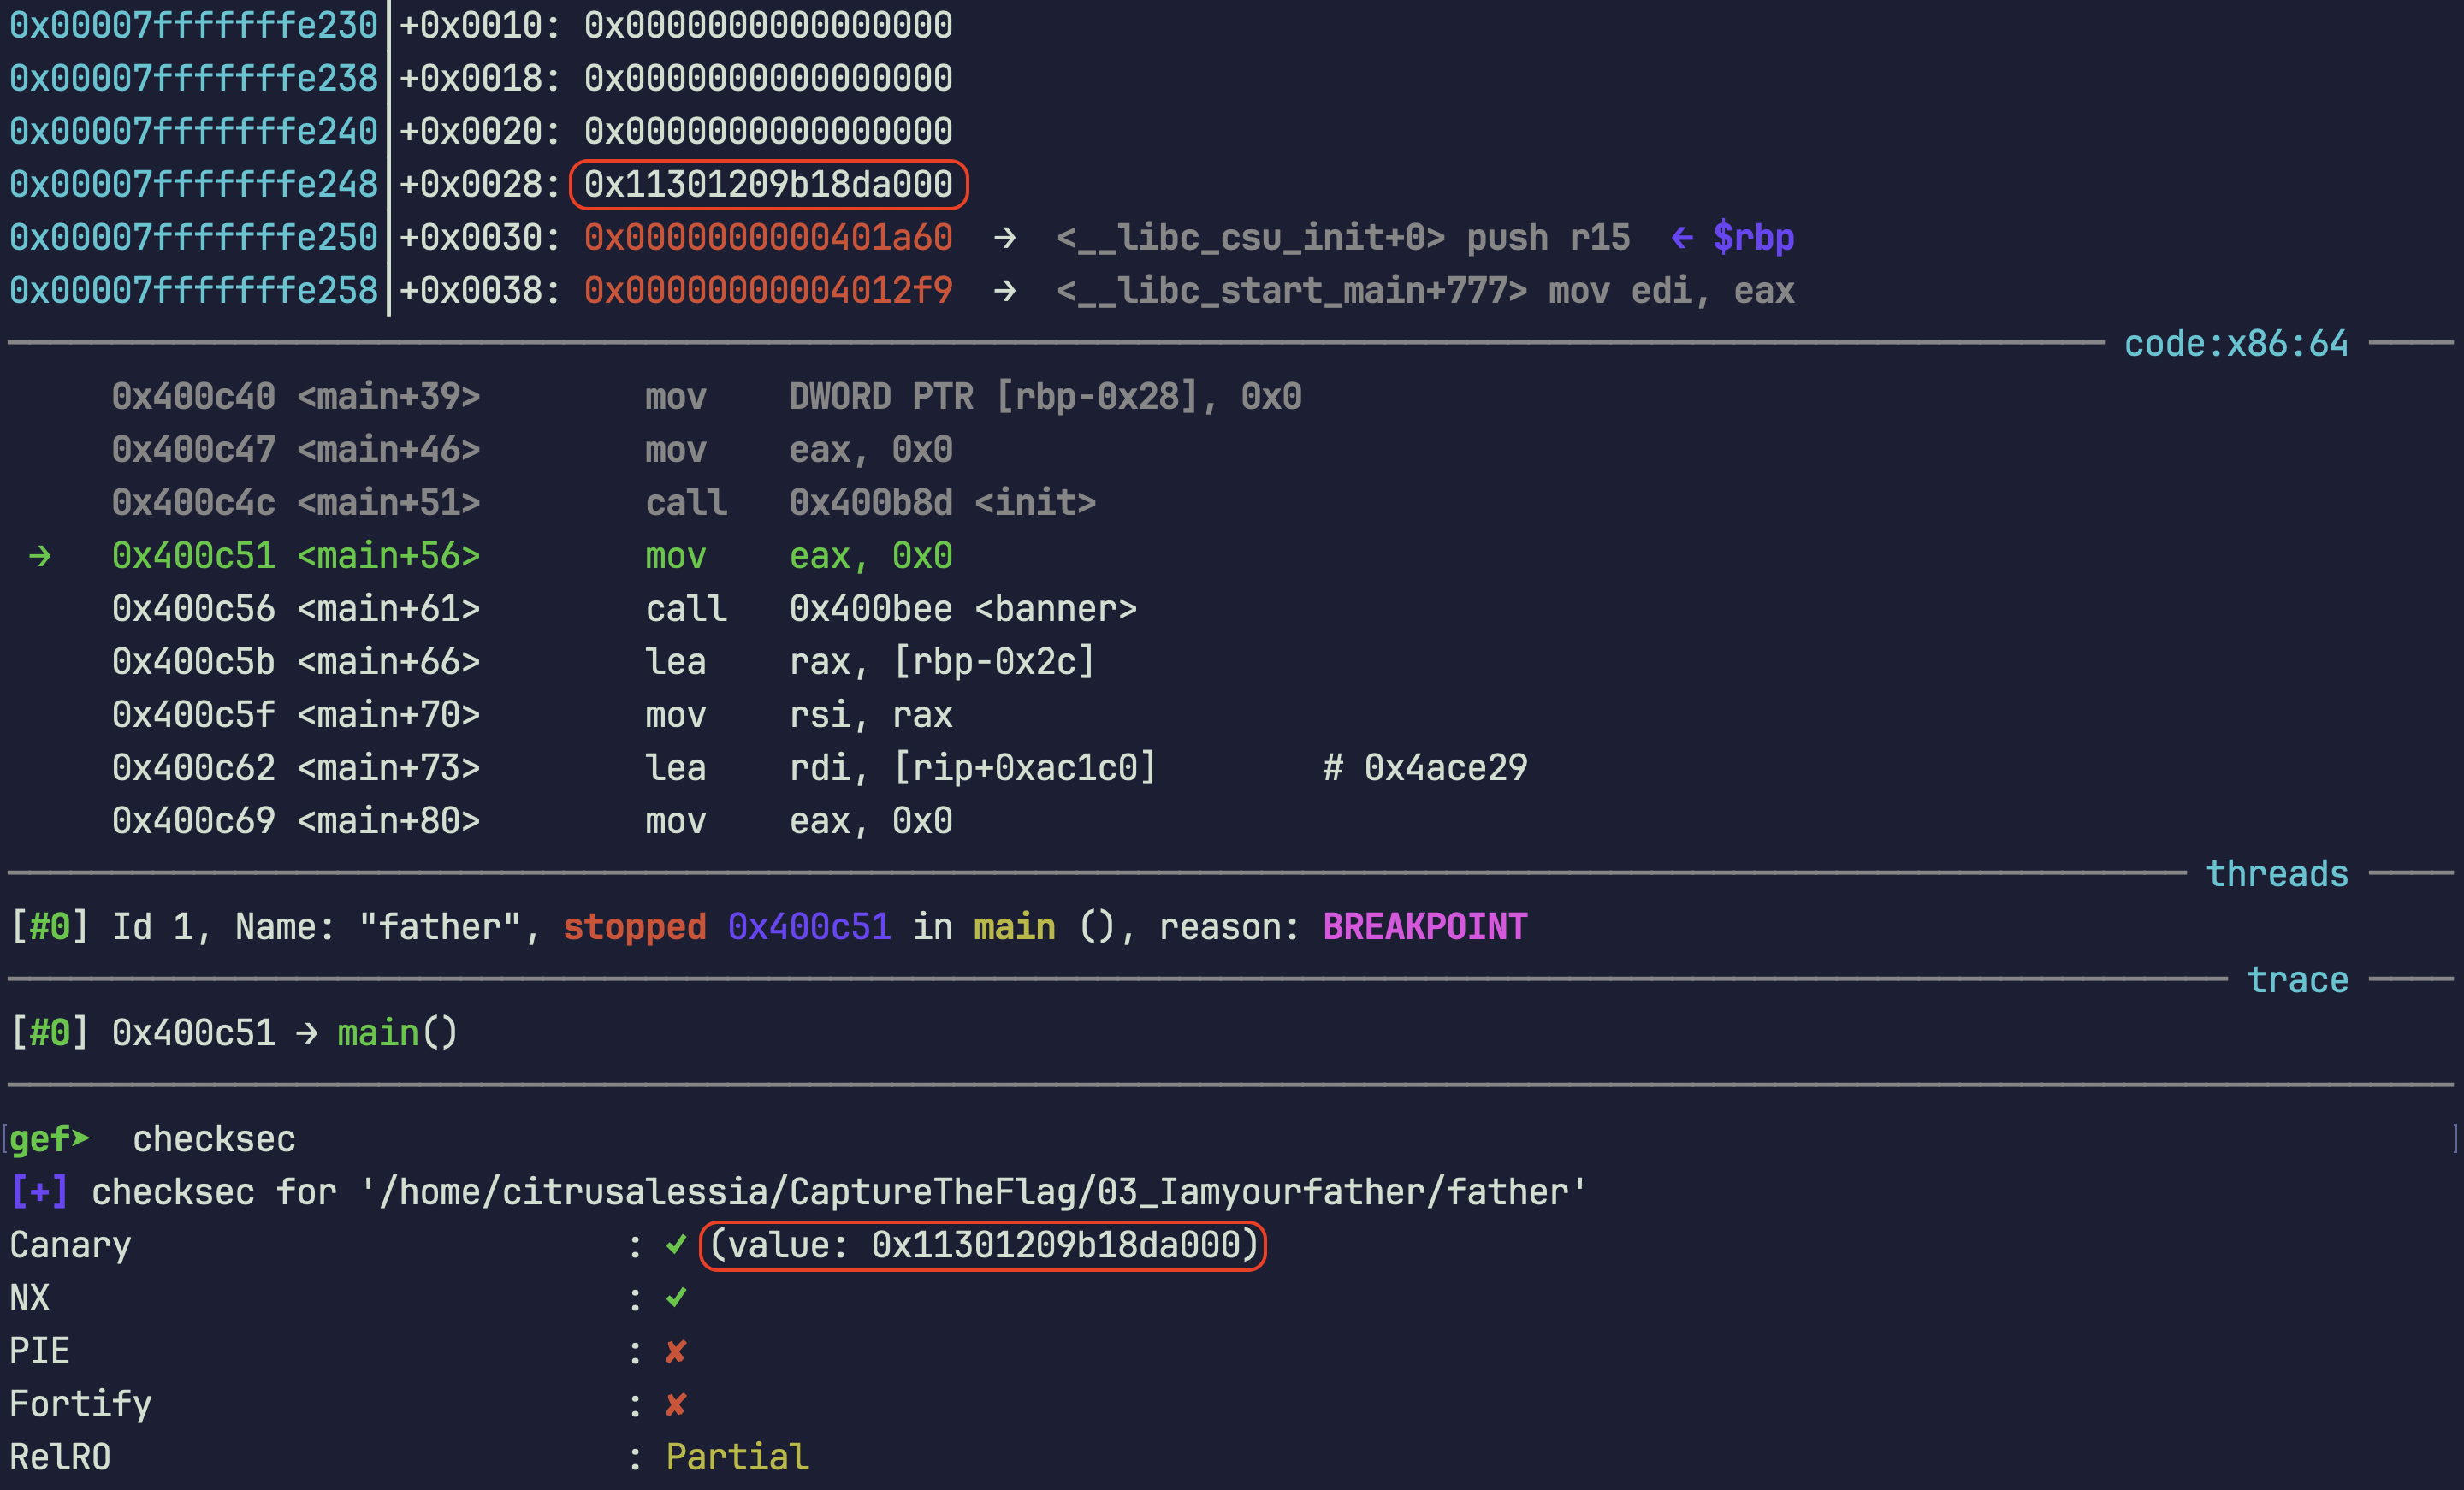 0x00007fffffffe230│+0x0010: 0x0000000000000000
0x00007fffffffe238│+0x0018: 0x0000000000000000
0x00007fffffffe240│+0x0020: 0x0000000000000000
0x00007fffffffe248│+0x0028: 0x11301209b18da000
0x00007fffffffe250│+0x0030: 0x0000000000401a60 → <__libc_csu_init+0> push r15 ← $rbp
0x00007fffffffe258│+0x0038: 0x00000000004012f9 → <__libc_start_main+777> mov edi, eax
code:x86:64
0x400c40 <main+39> mov DWORD PTR [rbp-0x28], 0x0
0x400c47 <main+46> mov eax, 0x0
0x400c4c <main+51> call 0x400b8d <init>
→ 0x400c51 <main+56> mov eax, 0x0
0x400c56 <main+61> call 0x400bee <banner>
0x400c5b <main+66> lea rax, [rbp-0x2c]
0x400c5f <main+70> mov rsi, rax
0x400c62 <main+73> lea rdi, [rip+0xac1c0] # 0x4ace29
0x400c69 <main+80> mov eax, 0x0
threads
[#0] Id 1, Name: "father", stopped 0x400c51 in main (), reason: BREAKPOINT
trace
[#0] 0x400c51 → main()
gef➤ checksec
[+] checksec for '/home/citrusalessia/CaptureTheFlag/03_Iamyourfather/father'
Canary : ✓ (value: 0x11301209b18da000)
NX : ✓
PIE : ✘
Fortify : ✘
RelRO : Partial